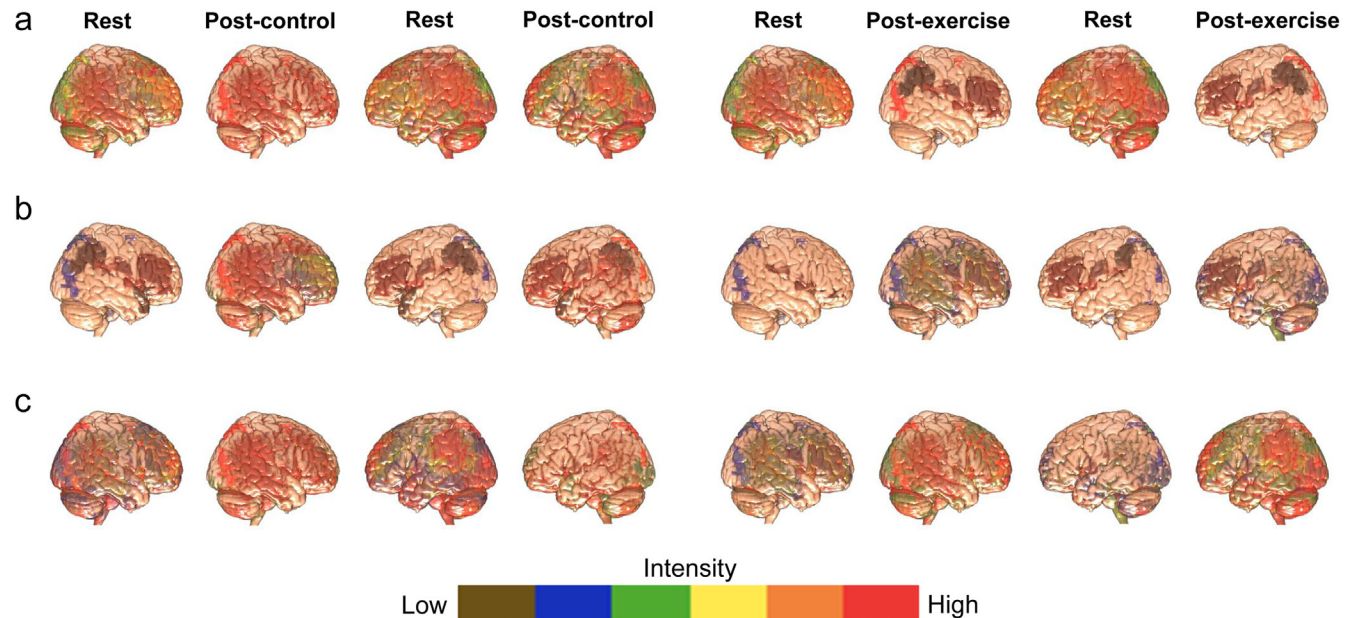 a Rest Post-control Rest Post-control Rest Post-exercise Rest Post-exercise
b
c
Intensity
Low High